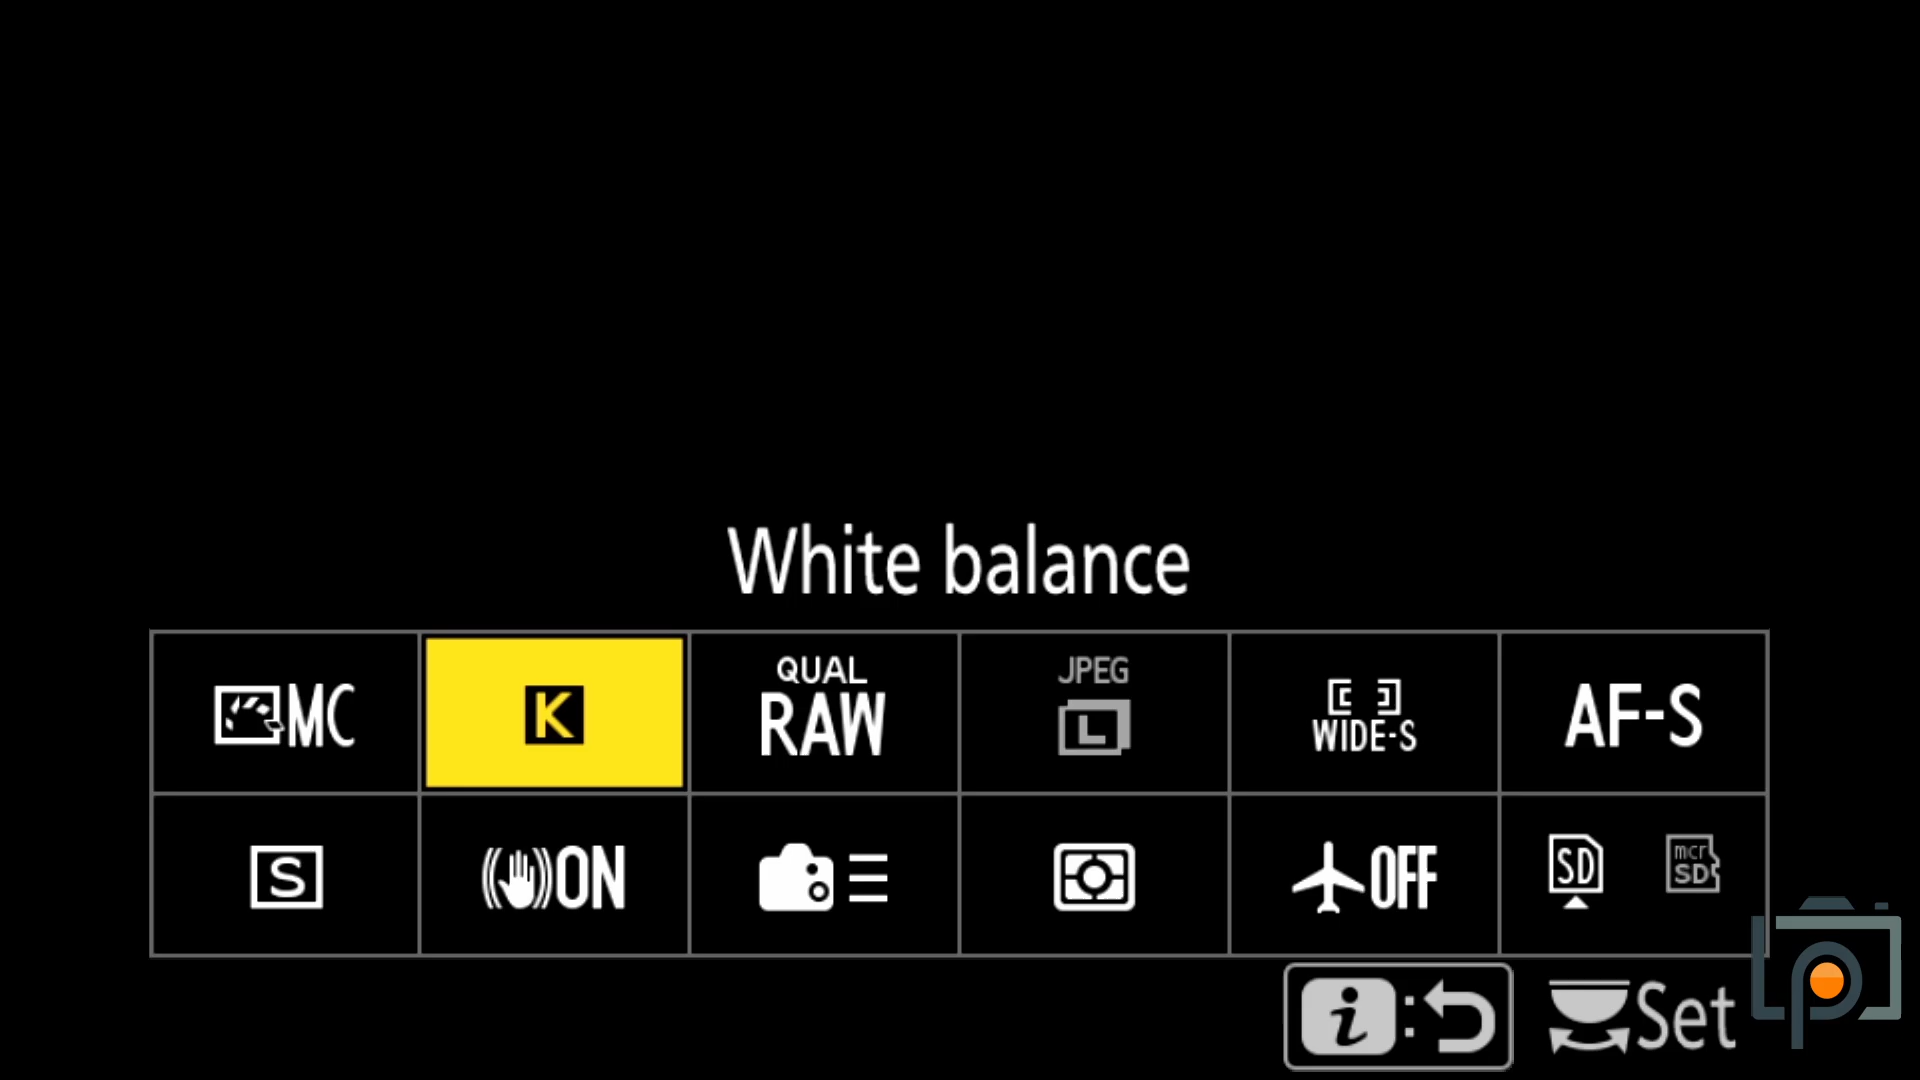 White balance
MC K QUAL RAW JPEG L WIDE-S AF-S
S ON OFF SD mcr SD
i : Set